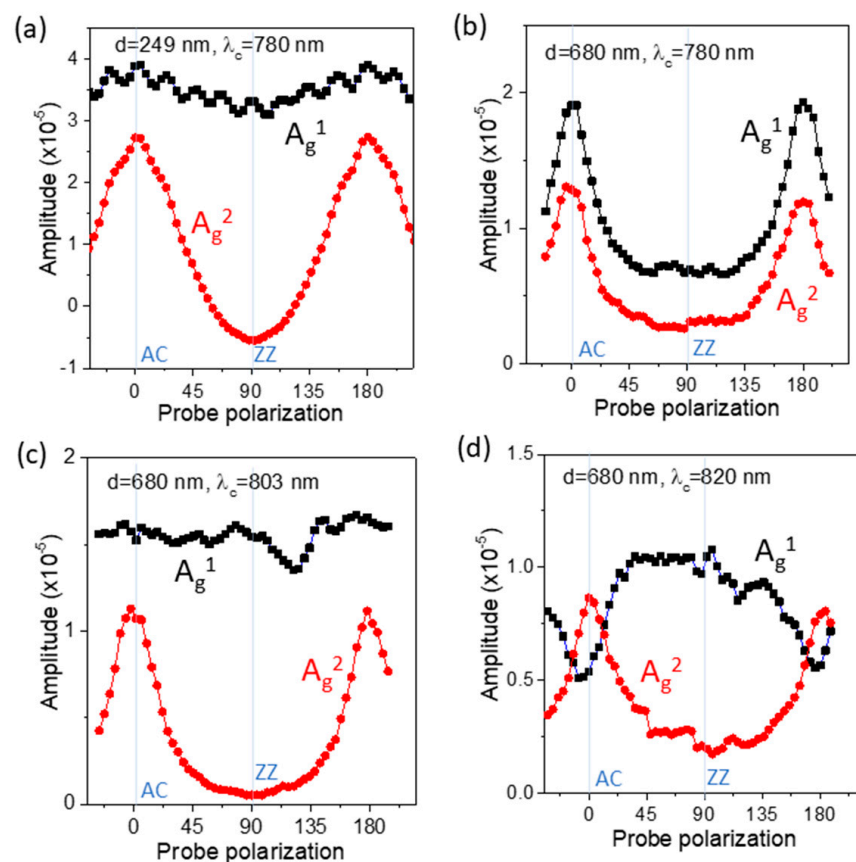 (a)
d=249 nm, λc=780 nm
Amplitude (x10⁻⁵)
4
3
2
1
0
-1
Ag¹
Ag²
AC
ZZ
0 45 90 135 180
Probe polarization
(b)
d=680 nm, λc=780 nm
Amplitude (x10⁻⁵)
2
1
0
Ag¹
Ag²
AC
ZZ
0 45 90 135 180
Probe polarization
(c)
d=680 nm, λc=803 nm
Amplitude (x10⁻⁵)
2
1
0
Ag¹
Ag²
AC
ZZ
0 45 90 135 180
Probe polarization
(d)
d=680 nm, λc=820 nm
Amplitude (x10⁻⁵)
1.5
1.0
0.5
0.0
Ag¹
Ag²
AC
ZZ
0 45 90 135 180
Probe polarization